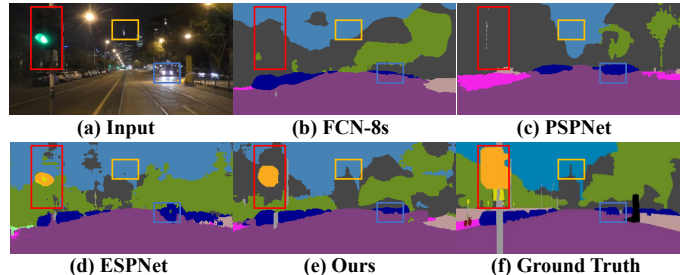 (a) Input
(b) FCN-8s
(c) PSPNet
(d) ESPNet
(e) Ours
(f) Ground Truth